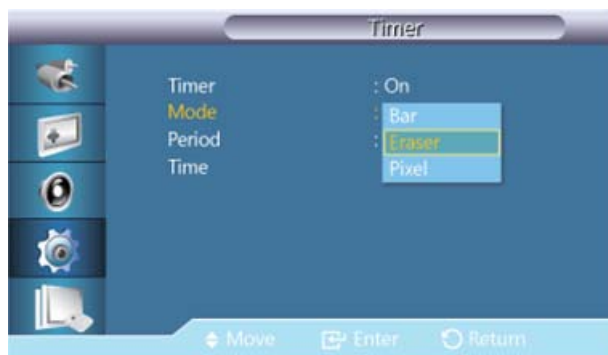 Timer
Timer : On
Mode : Bar
Period : Eraser
Time Pixel
Move Enter Return